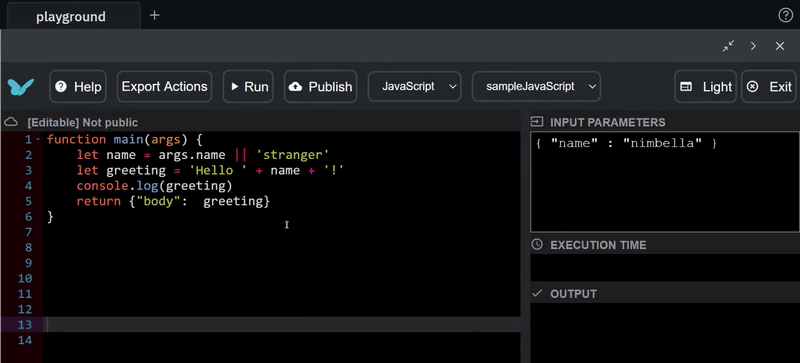 playground
Help
Export Actions
Run
Publish
JavaScript
sampleJavaScript
Light
Exit
[Editable] Not public
INPUT PARAMETERS
1 function main(args) {
2 let name = args.name || 'stranger'
3 let greeting = 'Hello ' + name + '!'
4 console.log(greeting)
5 return {"body":  greeting}
6 }
7
8
9
10
11
12
13
14
{ "name" : "nimbella" }
EXECUTION TIME
OUTPUT